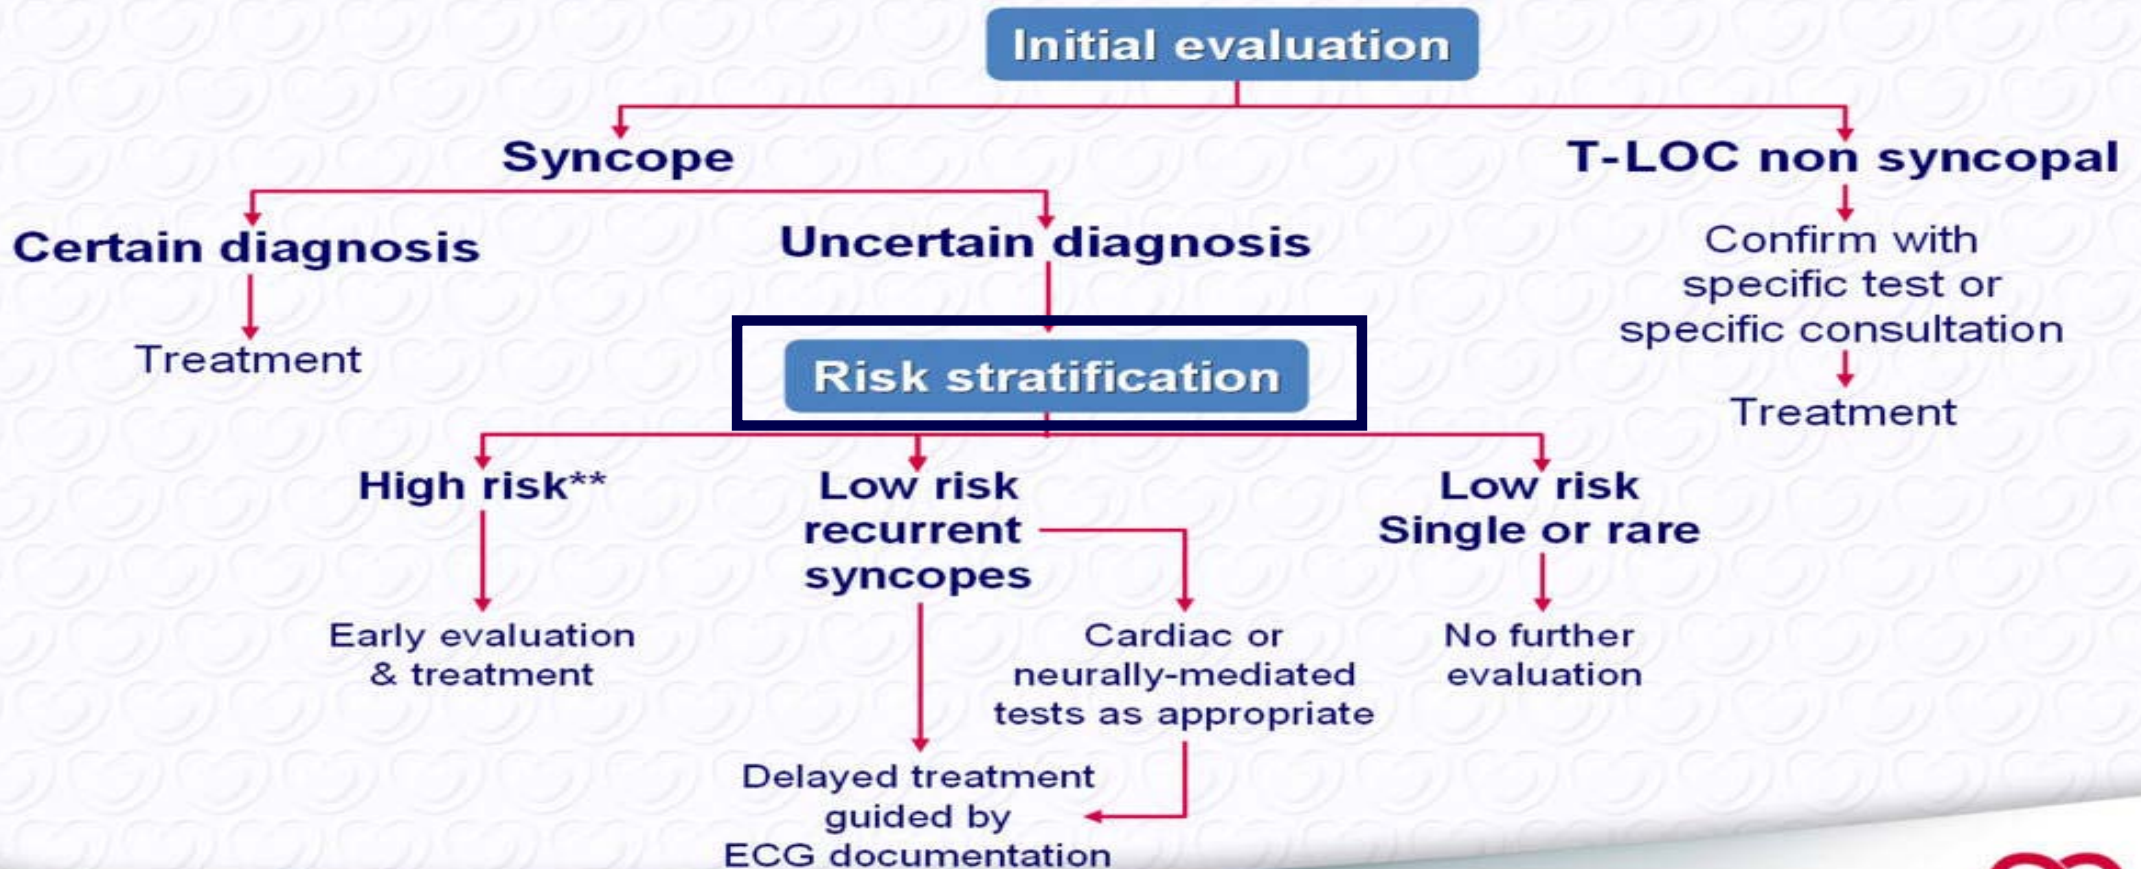 Initial evaluation
Syncope
T-LOC non syncopal
Certain diagnosis
Uncertain diagnosis
Confirm with
specific test or
specific consultation
Treatment
Risk stratification
Treatment
High risk**
Low risk
recurrent
syncopes
Low risk
Single or rare
Early evaluation
& treatment
Cardiac or
neurally-mediated
tests as appropriate
No further
evaluation
Delayed treatment
guided by
ECG documentation